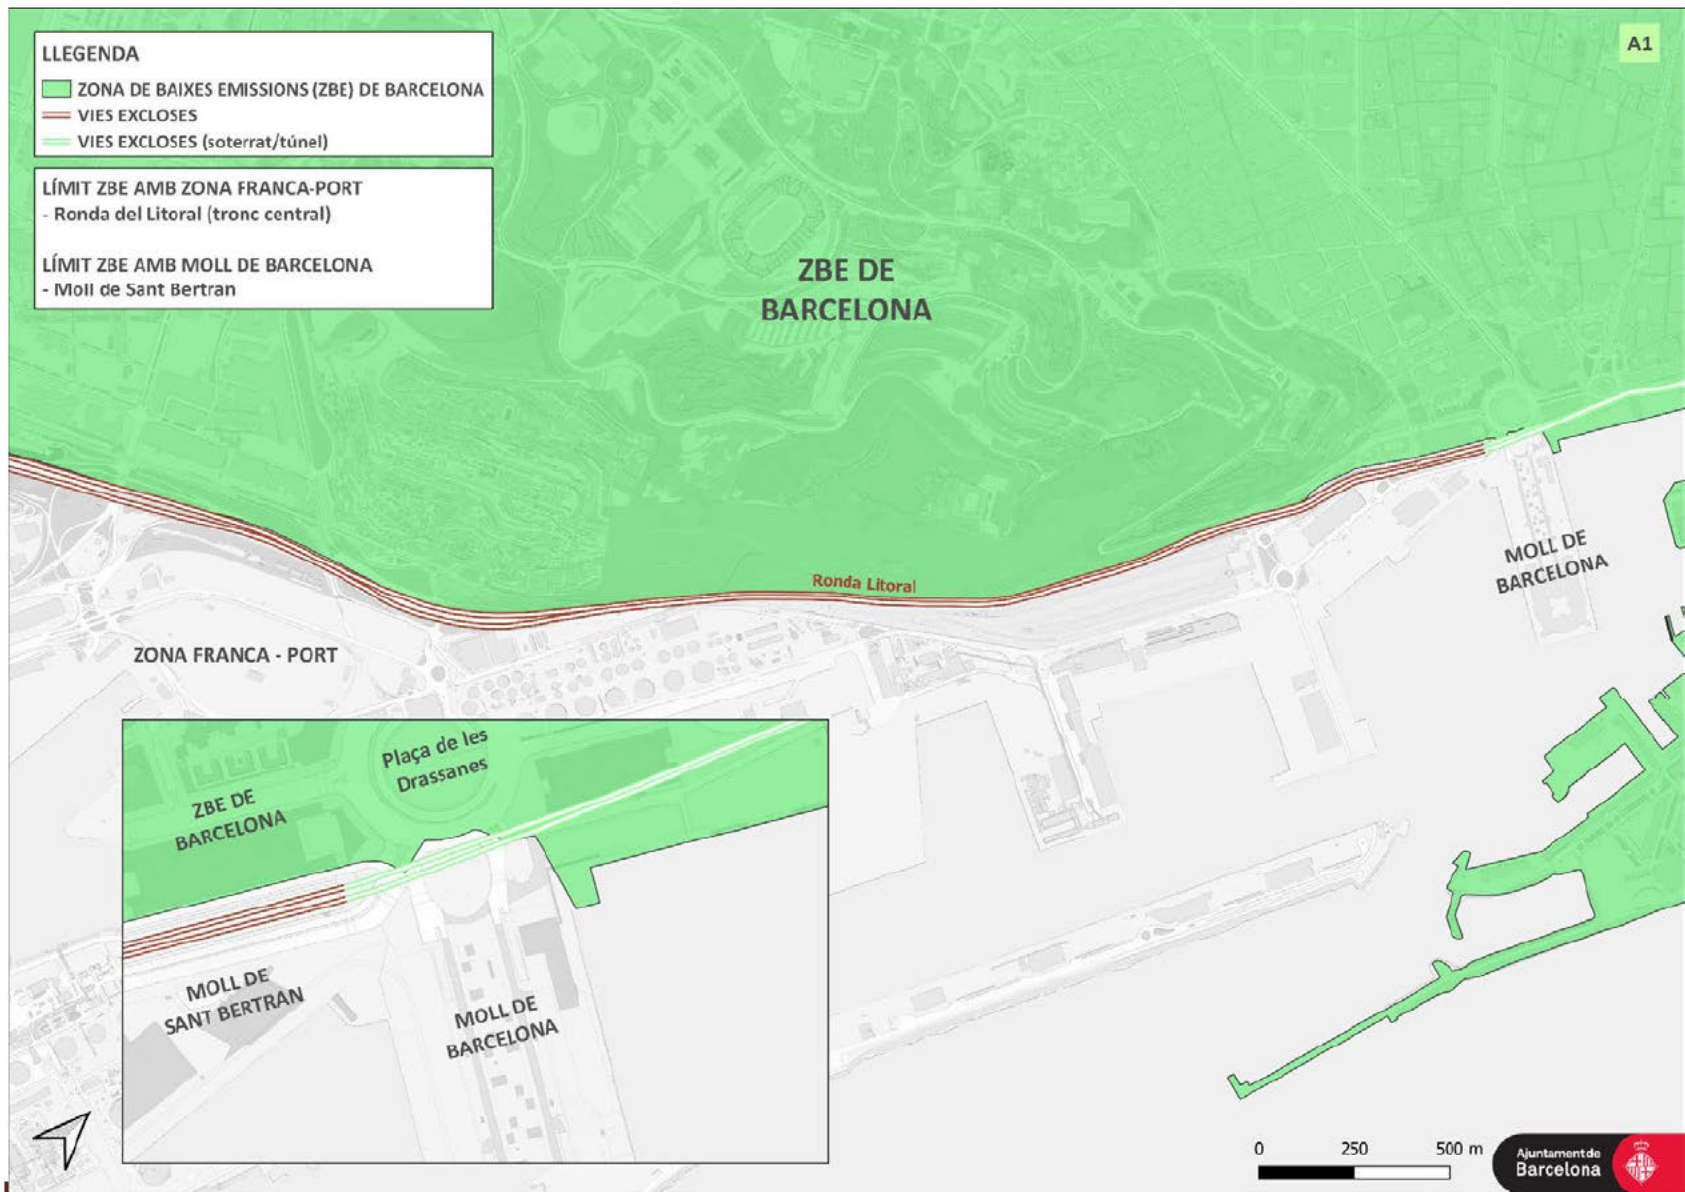 LLEGENDA
ZONA DE BAIXES EMISSIONS (ZBE) DE BARCELONA
VIES EXCLOSES
VIES EXCLOSES (soterrat/túnel)
LÍMIT ZBE AMB ZONA FRANCA-PORT
- Ronda del Litoral (tronc central)
LÍMIT ZBE AMB MOLL DE BARCELONA
- Moll de Sant Bertran
A1
ZBE DE
BARCELONA
Ronda Litoral
MOLL DE
BARCELONA
ZONA FRANCA - PORT
Plaça de les
Drassanes
ZBE DE
BARCELONA
MOLL DE
SANT BERTRAN
MOLL DE
BARCELONA
0 250 500 m
Ajuntament de
Barcelona